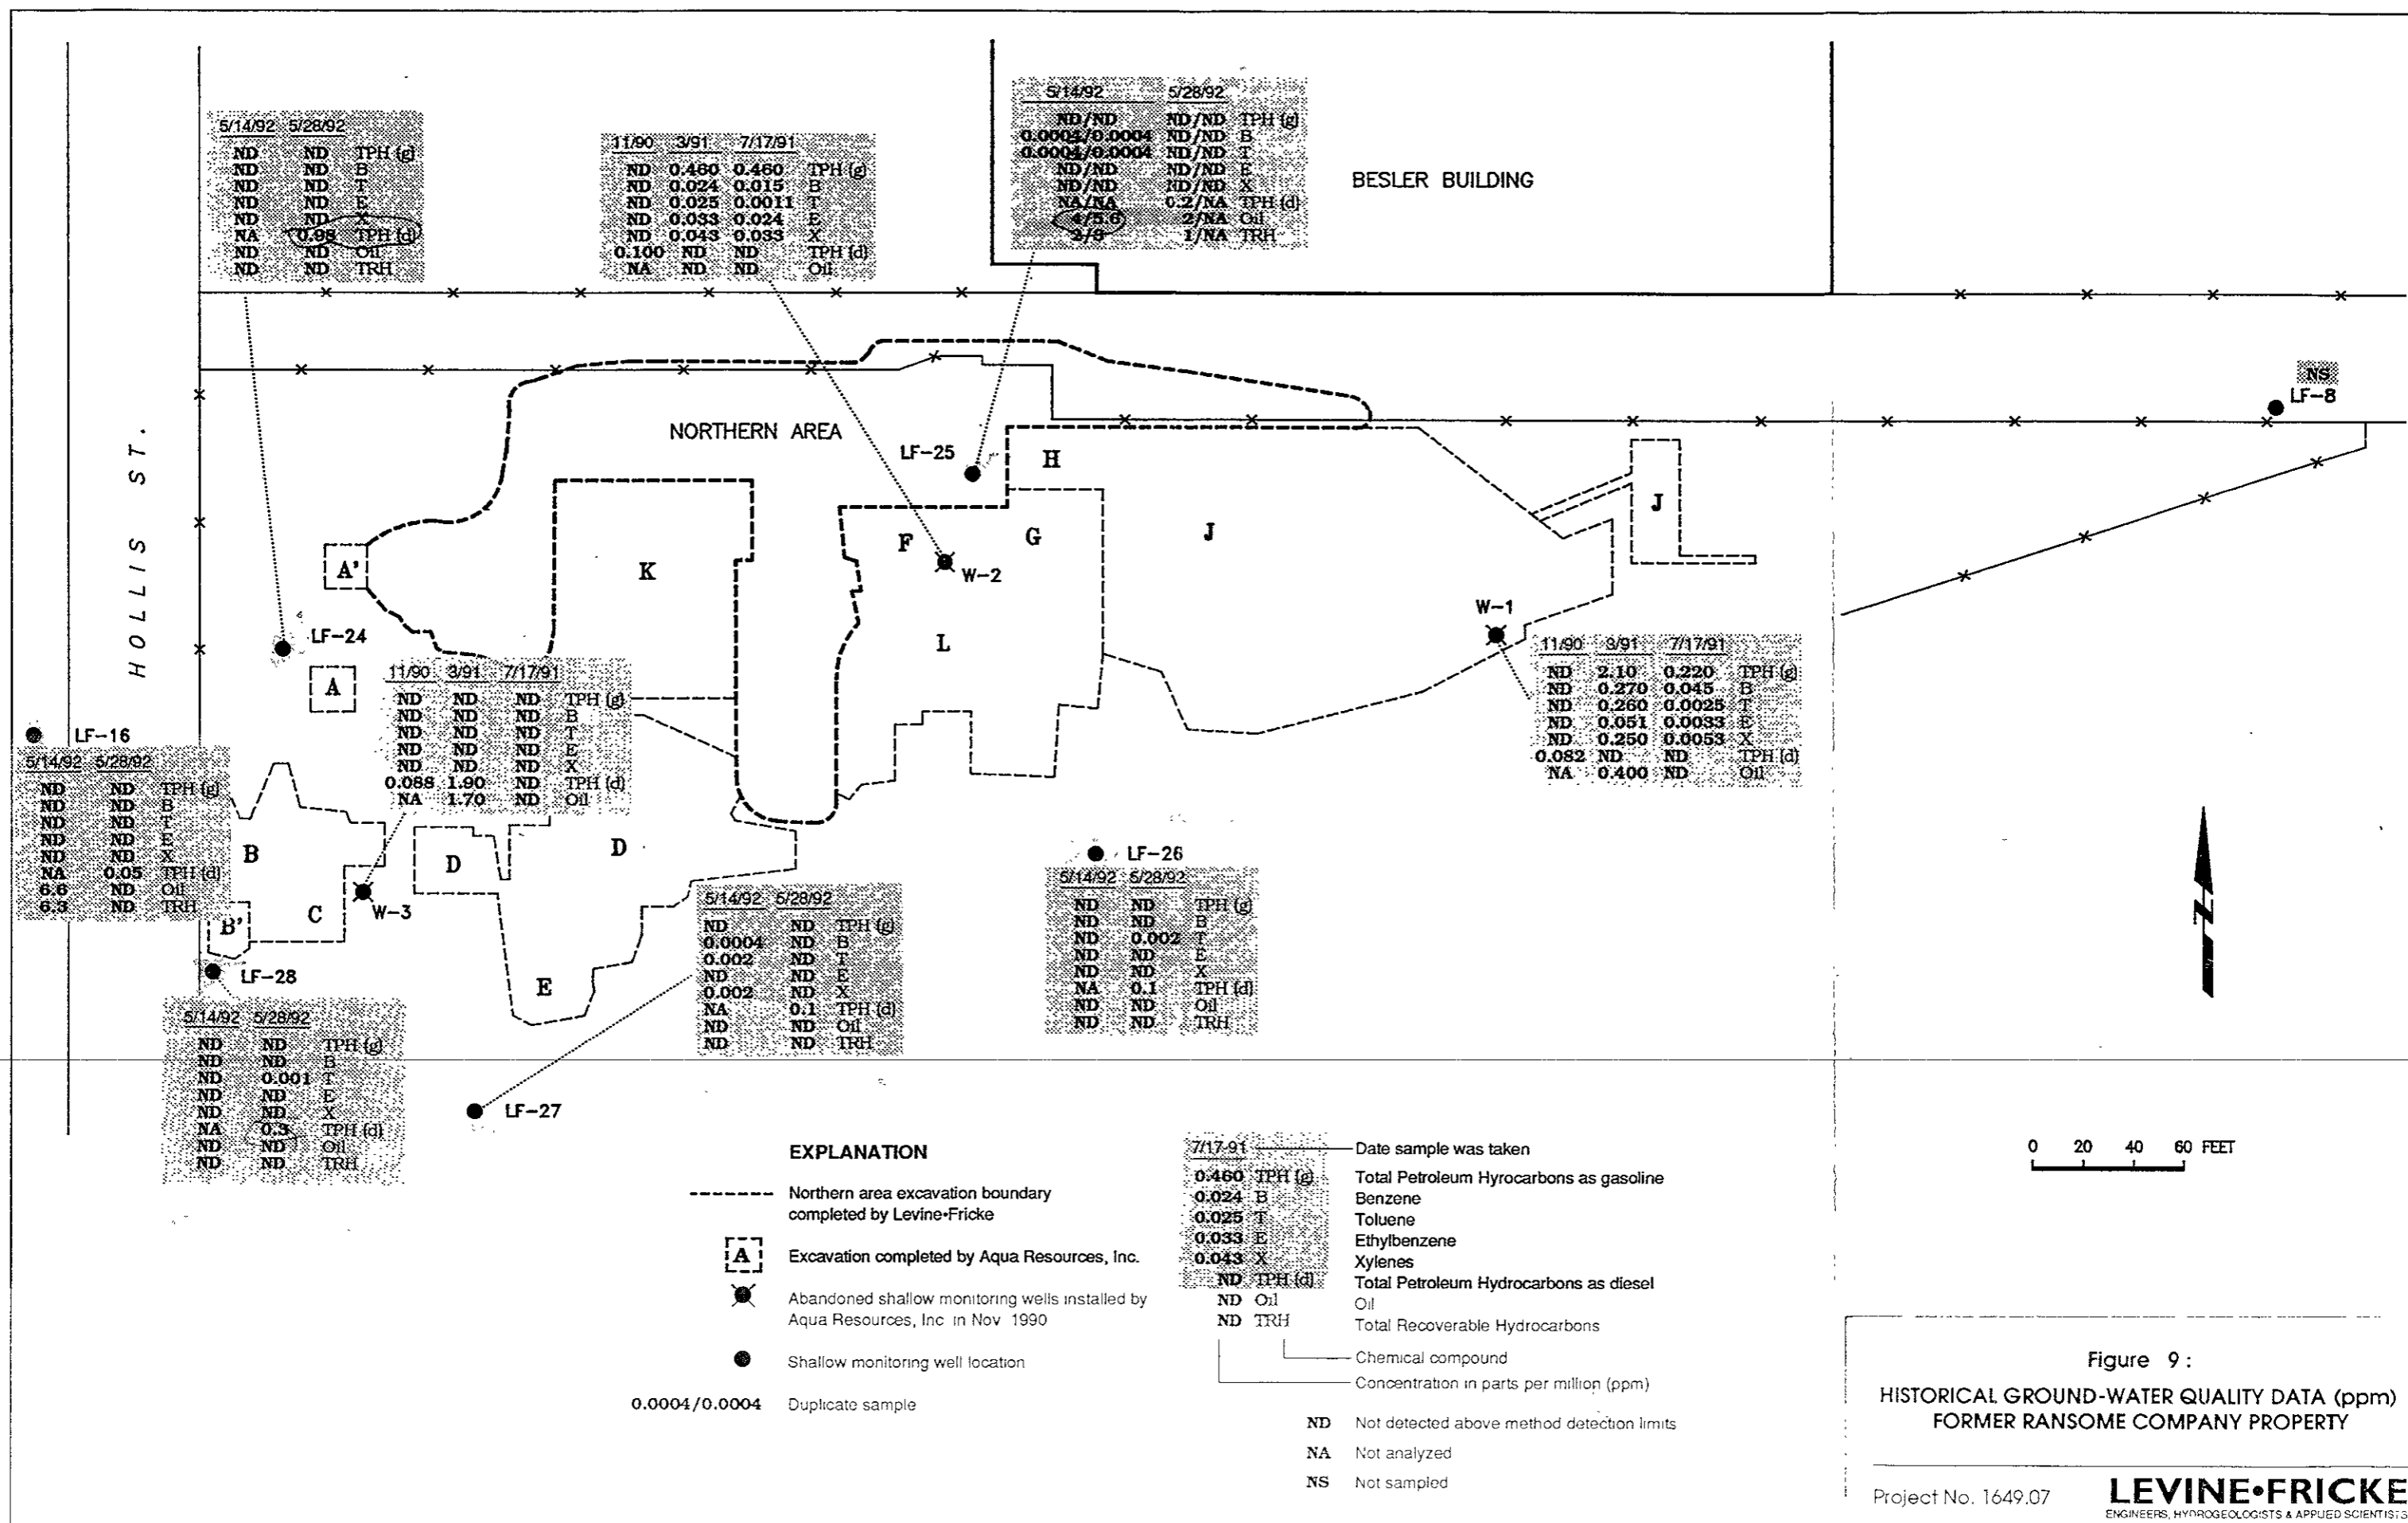 5/14/92 5/28/92
ND ND TPH (g)
ND ND B
ND ND T
ND ND E
ND ND X
NA 0.98 TPH (d)
ND ND Oil
ND ND TRH
11/90 3/91 7/17/91
ND 0.460 0.460 TPH (g)
ND 0.024 0.015 B
ND 0.025 0.0011 T
ND 0.033 0.024 E
ND 0.043 0.033 X
0.100 ND ND TPH (d)
NA ND ND Oil
5/14/92 5/28/92
ND/ND ND/ND TPH (g)
0.0004/0.0004 ND/ND B
0.0004/0.0004 ND/ND T
ND/ND ND/ND E
ND/ND ND/ND X
NA/NA 0.2/NA TPH (d)
4/5.6 2/NA Oil
1/NA TRH
BESLER BUILDING
NS
LF-8
HOLLIS ST.
NORTHERN AREA
LF-25
H
J
F
G
J
A'
K
W-2
W-1
LF-24
L
A
11/90 3/91 7/17/91
ND ND ND TPH (g)
ND ND ND B
ND ND ND T
ND ND ND E
ND ND ND X
0.088 1.90 ND TPH (d)
NA 1.70 ND Oil
11/90 3/91 7/17/91
ND 2.10 0.220 TPH (g)
ND 0.270 0.045 B
ND 0.260 0.0025 T
ND 0.051 0.0033 E
ND 0.250 0.0053 X
0.082 ND ND TPH (d)
NA 0.400 ND Oil
LF-16
5/14/92 5/28/92
ND ND TPH (g)
ND ND B
ND ND T
ND ND E
ND ND X
NA 0.05 TPH (d)
6.6 ND Oil
6.3 ND TRH
B
D
D
LF-26
C
W-3
B'
5/14/92 5/28/92
ND ND TPH (g)
0.0004 ND B
0.002 ND T
ND ND E
0.002 ND X
NA 0.1 TPH (d)
ND ND Oil
ND ND TRH
5/14/92 5/28/92
ND ND TPH (g)
ND ND B
ND 0.002 T
ND ND E
ND ND X
NA 0.1 TPH (d)
ND ND Oil
ND ND TRH
LF-28
E
Z
5/14/92 5/28/92
ND ND TPH (g)
ND ND B
ND 0.001 T
ND ND E
ND ND X
NA 0.3 TPH (d)
ND ND Oil
ND ND TRH
LF-27
EXPLANATION
Northern area excavation boundary
completed by Levine•Fricke
A Excavation completed by Aqua Resources, Inc.
Abandoned shallow monitoring wells installed by
Aqua Resources, Inc in Nov 1990
Shallow monitoring well location
0.0004/0.0004 Duplicate sample
7/17-91 Date sample was taken
0.460 TPH (g) Total Petroleum Hyrocarbons as gasoline
0.024 B Benzene
0.025 T Toluene
0.033 E Ethylbenzene
0.043 X Xylenes
ND TPH (d) Total Petroleum Hydrocarbons as diesel
ND Oil Oil
ND TRH Total Recoverable Hydrocarbons
Chemical compound
Concentration in parts per million (ppm)
ND Not detected above method detection limits
NA Not analyzed
NS Not sampled
0 20 40 60 FEET
Figure 9 :
HISTORICAL GROUND-WATER QUALITY DATA (ppm)
FORMER RANSOME COMPANY PROPERTY
Project No. 1649.07
LEVINE•FRICKE
ENGINEERS, HYDROGEOLOGISTS & APPLIED SCIENTISTS